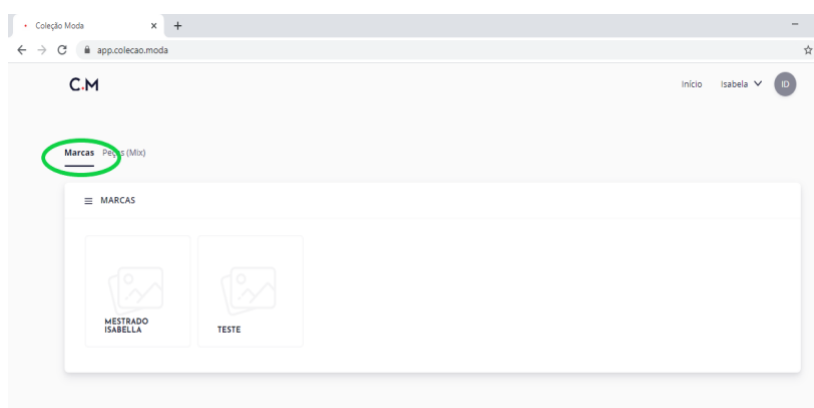 Coleção Moda
app.colecao.moda
C.M
Início Isabela ID
Marcas Peças (Mix)
MARCAS
MESTRADO
ISABELLA
TESTE